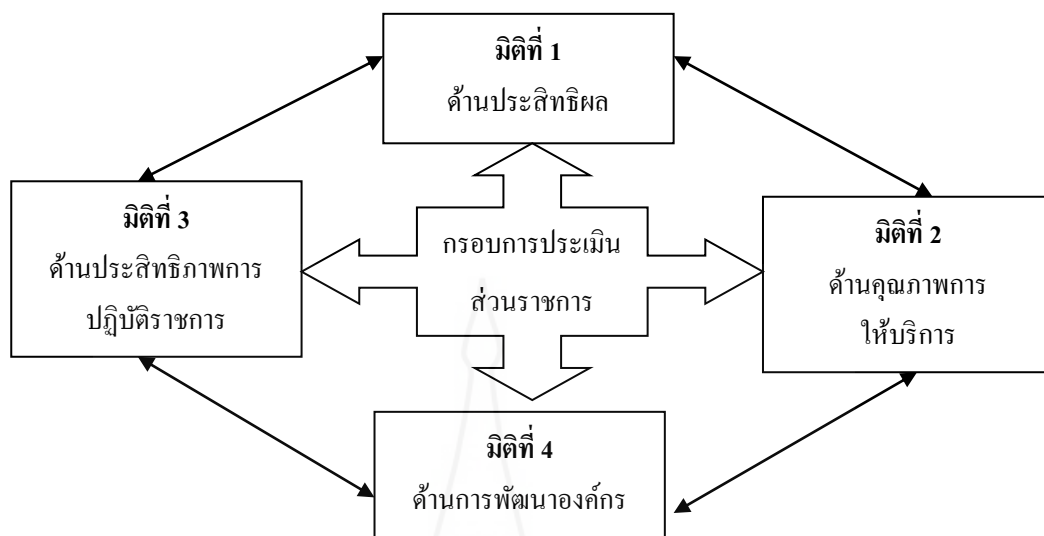 มิติที่ 1
ด้านประสิทธิผล
มิติที่ 3
ด้านประสิทธิภาพการ
ปฏิบัติราชการ
กรอบการประเมิน
ส่วนราชการ
มิติที่ 2
ด้านคุณภาพการ
ให้บริการ
มิติที่ 4
ด้านการพัฒนาองค์กร